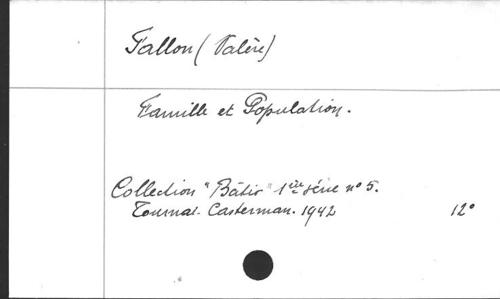 Fallon (Valère)
Famille et Population.
Collection "Bâtir" 1ère série n° 5.
Tournai- Casterman. 1942 12°